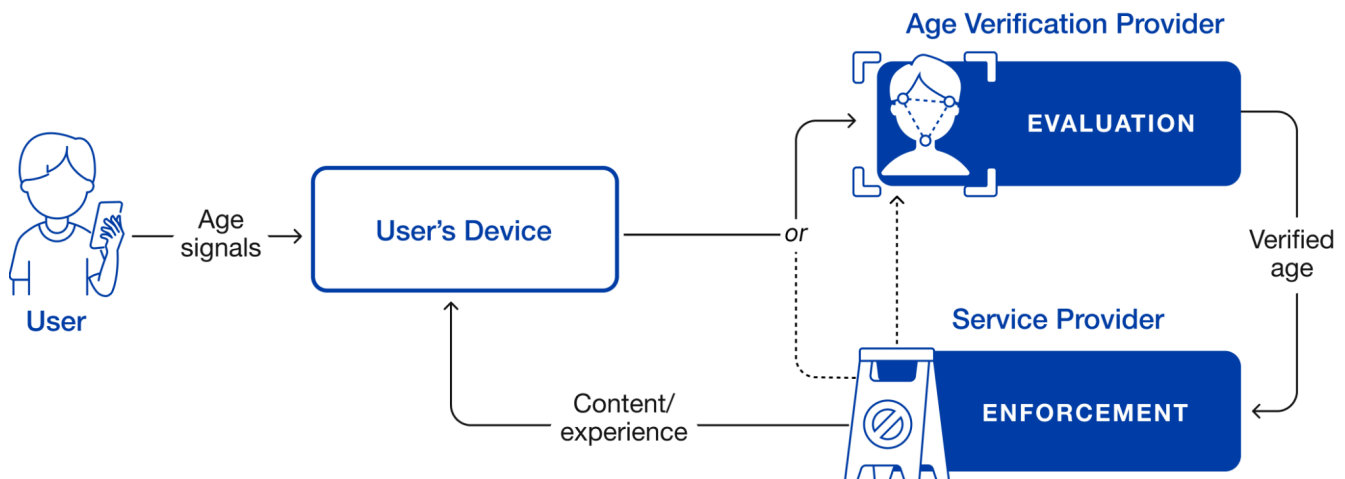 Age Verification Provider
EVALUATION
Age
signals
User's Device
or
Verified
age
User
Service Provider
Content/
experience
ENFORCEMENT